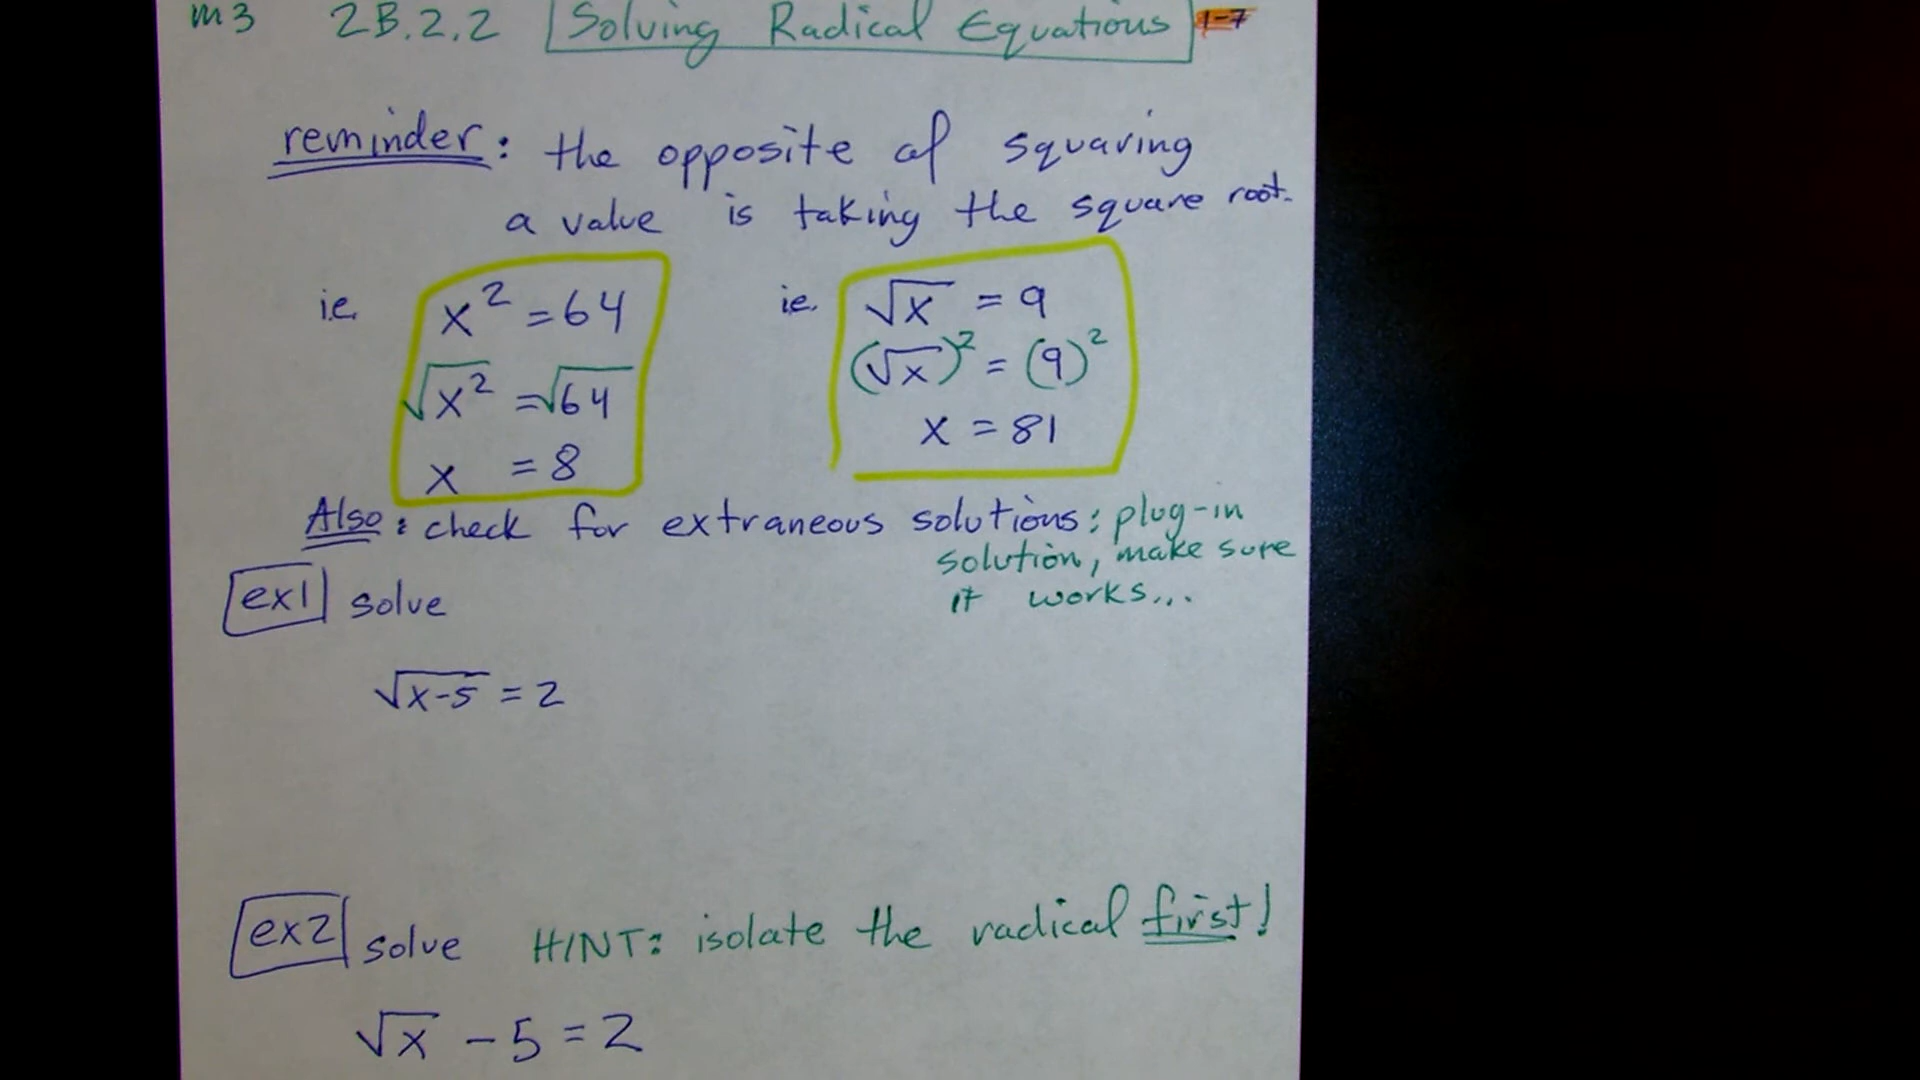 m3 2B.2.2 Solving Radical Equations 1-7
reminder: the opposite of squaring
a value is taking the square root.
i.e. x² = 64 i.e. √x = 9
√x² = √64 (√x)² = (9)²
x = 8 x = 81
Also: check for extraneous solutions: plug-in
solution, make sure
it works...
ex1 solve
√x-5 = 2
ex2 solve HINT: isolate the radical first!
√x - 5 = 2